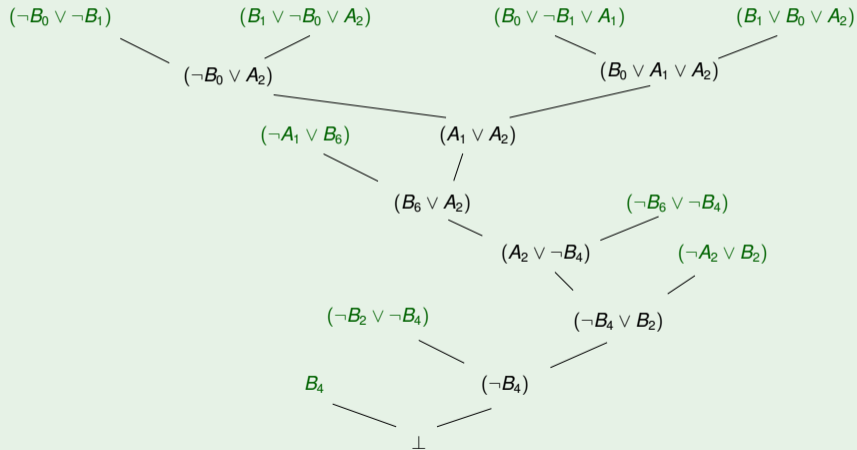 (¬B₀ ∨ ¬B₁) (B₁ ∨ ¬B₀ ∨ A₂) (B₀ ∨ ¬B₁ ∨ A₁) (B₁ ∨ B₀ ∨ A₂)
(¬B₀ ∨ A₂) (B₀ ∨ A₁ ∨ A₂)
(¬A₁ ∨ B₆) (A₁ ∨ A₂)
(B₆ ∨ A₂) (¬B₆ ∨ ¬B₄)
(A₂ ∨ ¬B₄) (¬A₂ ∨ B₂)
(¬B₂ ∨ ¬B₄) (¬B₄ ∨ B₂)
B₄ (¬B₄)
⊥